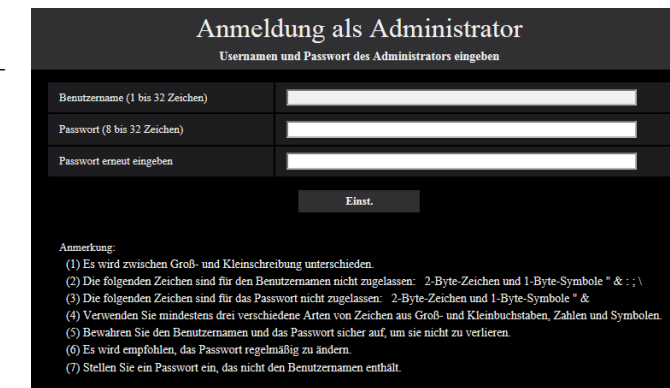 Anmeldung als Administrator
Usernamen und Passwort des Administrators eingeben
Benutzername (1 bis 32 Zeichen)
Passwort (8 bis 32 Zeichen)
Passwort erneut eingeben
Einst.
Anmerkung:
(1) Es wird zwischen Groß- und Kleinschreibung unterschieden.
(2) Die folgenden Zeichen sind für den Benutzernamen nicht zugelassen: 2-Byte-Zeichen und 1-Byte-Symbole " & : ; \
(3) Die folgenden Zeichen sind für das Passwort nicht zugelassen: 2-Byte-Zeichen und 1-Byte-Symbole " &
(4) Verwenden Sie mindestens drei verschiedene Arten von Zeichen aus Groß- und Kleinbuchstaben, Zahlen und Symbolen.
(5) Bewahren Sie den Benutzernamen und das Passwort sicher auf, um sie nicht zu verlieren.
(6) Es wird empfohlen, das Passwort regelmäßig zu ändern.
(7) Stellen Sie ein Passwort ein, das nicht den Benutzernamen enthält.